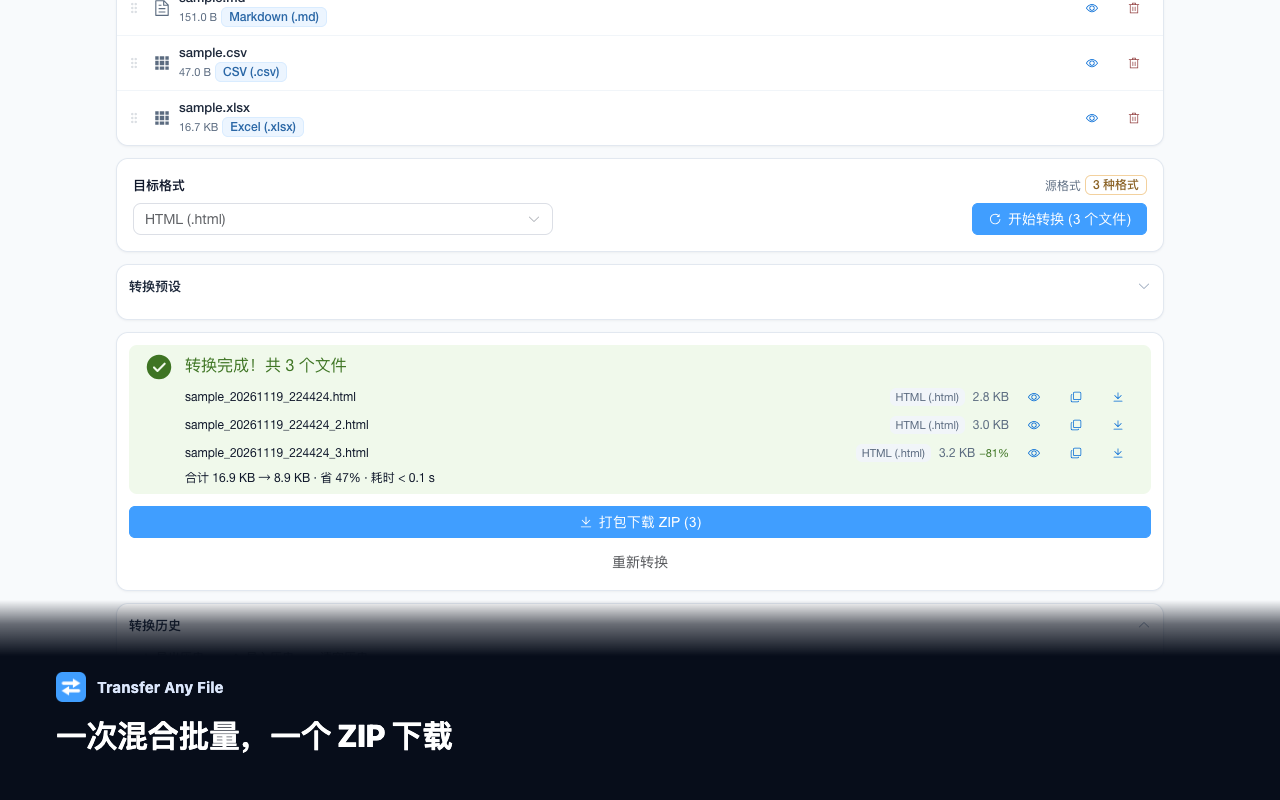 sample.md
151.0 B Markdown (.md)
sample.csv
47.0 B CSV (.csv)
sample.xlsx
16.7 KB Excel (.xlsx)
目标格式
源格式 3 种格式
HTML (.html)
开始转换 (3 个文件)
转换预设
转换完成！共 3 个文件
sample_20261119_224424.html HTML (.html) 2.8 KB
sample_20261119_224424_2.html HTML (.html) 3.0 KB
sample_20261119_224424_3.html HTML (.html) 3.2 KB −81%
合计 16.9 KB → 8.9 KB · 省 47% · 耗时 < 0.1 s
打包下载 ZIP (3)
重新转换
转换历史
Transfer Any File
一次混合批量，一个 ZIP 下载